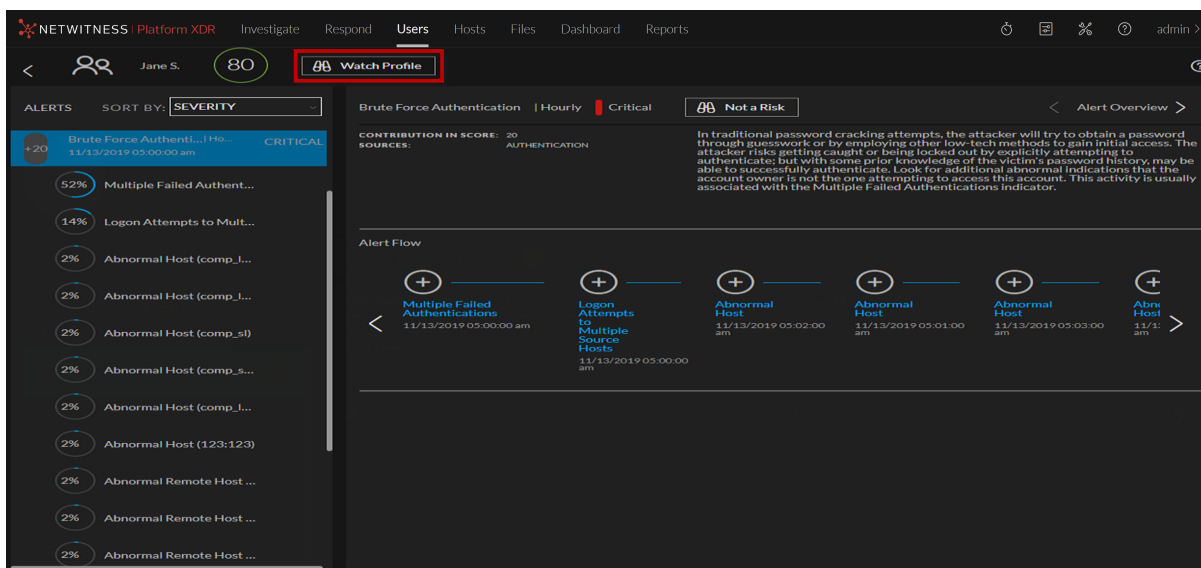 NETWITNESS | Platform XDR Investigate Respond Users Hosts Files Dashboard Reports admin
Jane S. 80 Watch Profile
ALERTS SORT BY: SEVERITY
+20 Brute Force Authenti...| Ho... CRITICAL
11/13/2019 05:00:00 am
52% Multiple Failed Authent...
14% Logon Attempts to Mult...
2% Abnormal Host (comp_l...
2% Abnormal Host (comp_l...
2% Abnormal Host (comp_sl)
2% Abnormal Host (comp_s...
2% Abnormal Host (comp_l...
2% Abnormal Host (123:123)
2% Abnormal Remote Host ...
2% Abnormal Remote Host ...
2% Abnormal Remote Host ...
Brute Force Authentication | Hourly Critical Not a Risk Alert Overview
CONTRIBUTION IN SCORE: 20
SOURCES: AUTHENTICATION
In traditional password cracking attempts, the attacker will try to obtain a password
through guesswork or by employing other low-tech methods to gain initial access. The
attacker risks getting caught or being locked out by explicitly attempting to
authenticate; but with some prior knowledge of the victim's password history, may be
able to successfully authenticate. Look for additional abnormal indications that the
account owner is not the one attempting to access this account. This activity is usually
associated with the Multiple Failed Authentications indicator.
Alert Flow
Multiple Failed
Authentications
11/13/2019 05:00:00 am
Logon
Attempts
to
Multiple
Source
Hosts
11/13/2019 05:00:00
am
Abnormal
Host
11/13/2019 05:02:00
am
Abnormal
Host
11/13/2019 05:01:00
am
Abnormal
Host
11/13/2019 05:03:00
am
Abno
Host
11/1
am